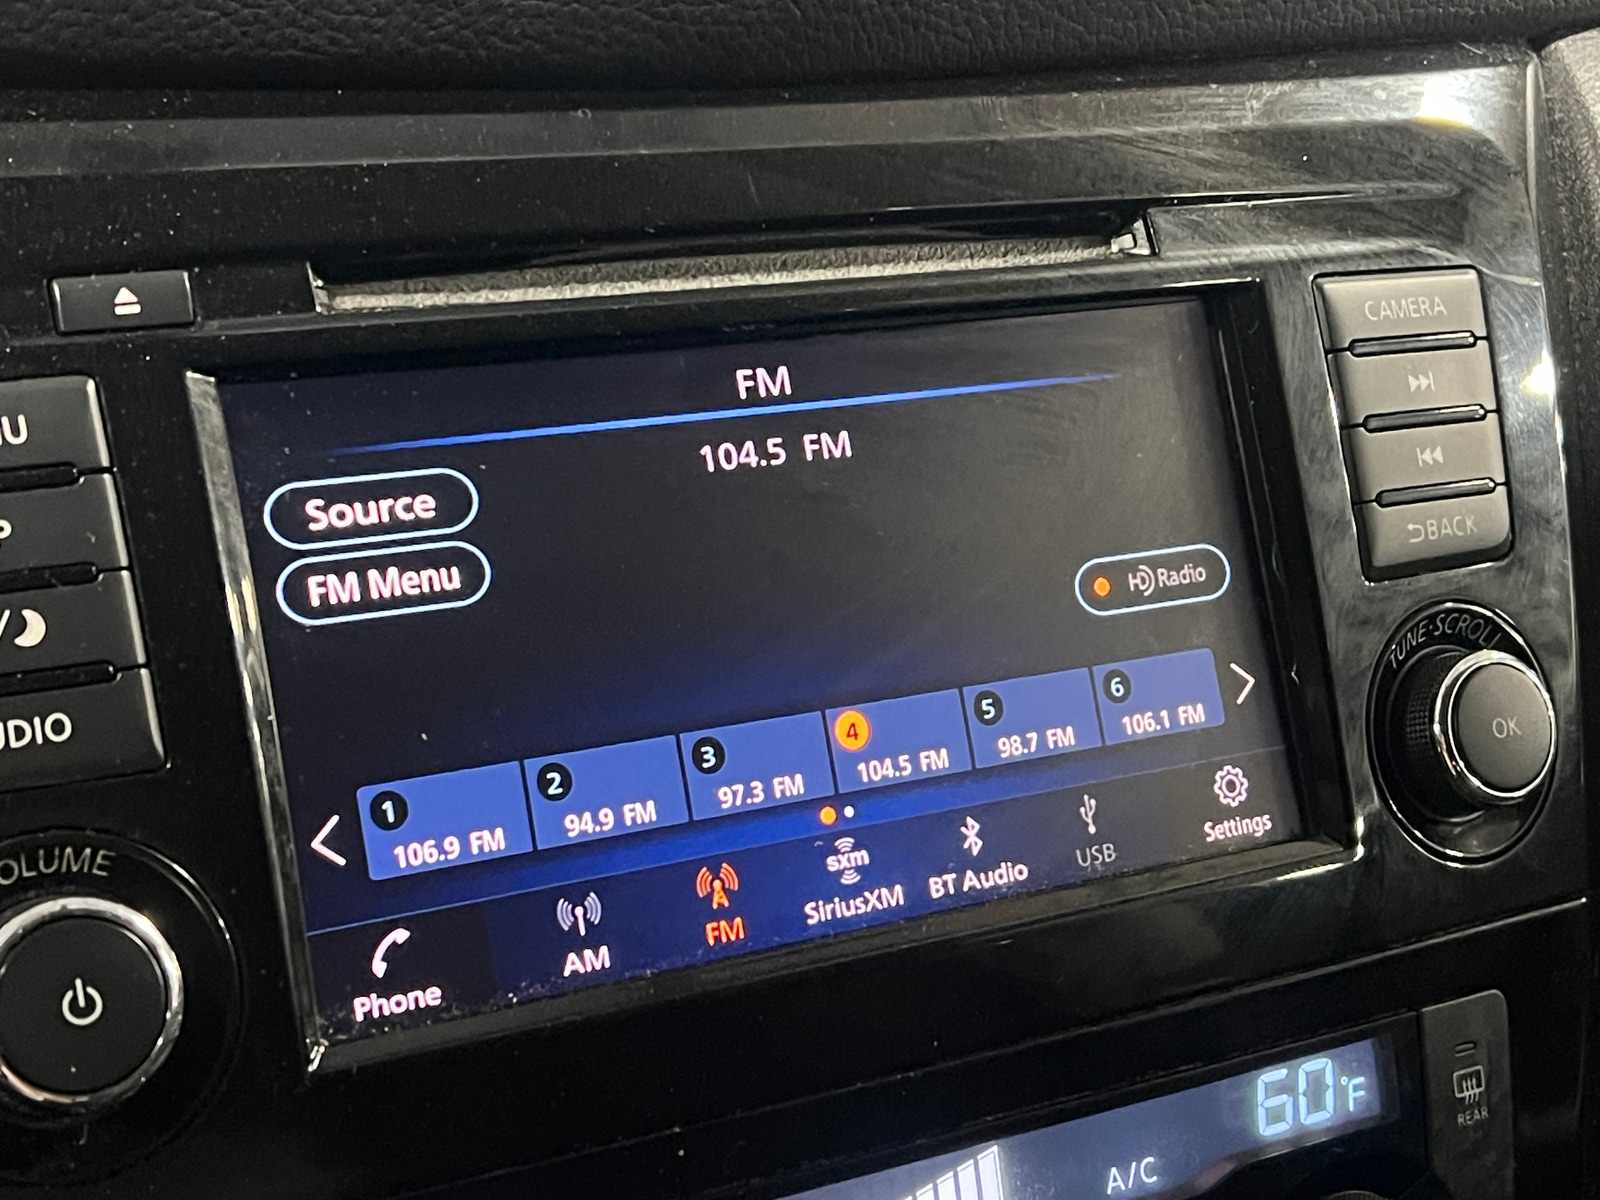 FM
104.5 FM
Source
FM Menu
HD Radio
1
106.9 FM
2
94.9 FM
3
97.3 FM
4
104.5 FM
5
98.7 FM
6
106.1 FM
Phone
AM
FM
sxm
SiriusXM
BT Audio
USB
Settings
CAMERA
BACK
TUNE·SCROLL
OK
60°F
A/C
REAR